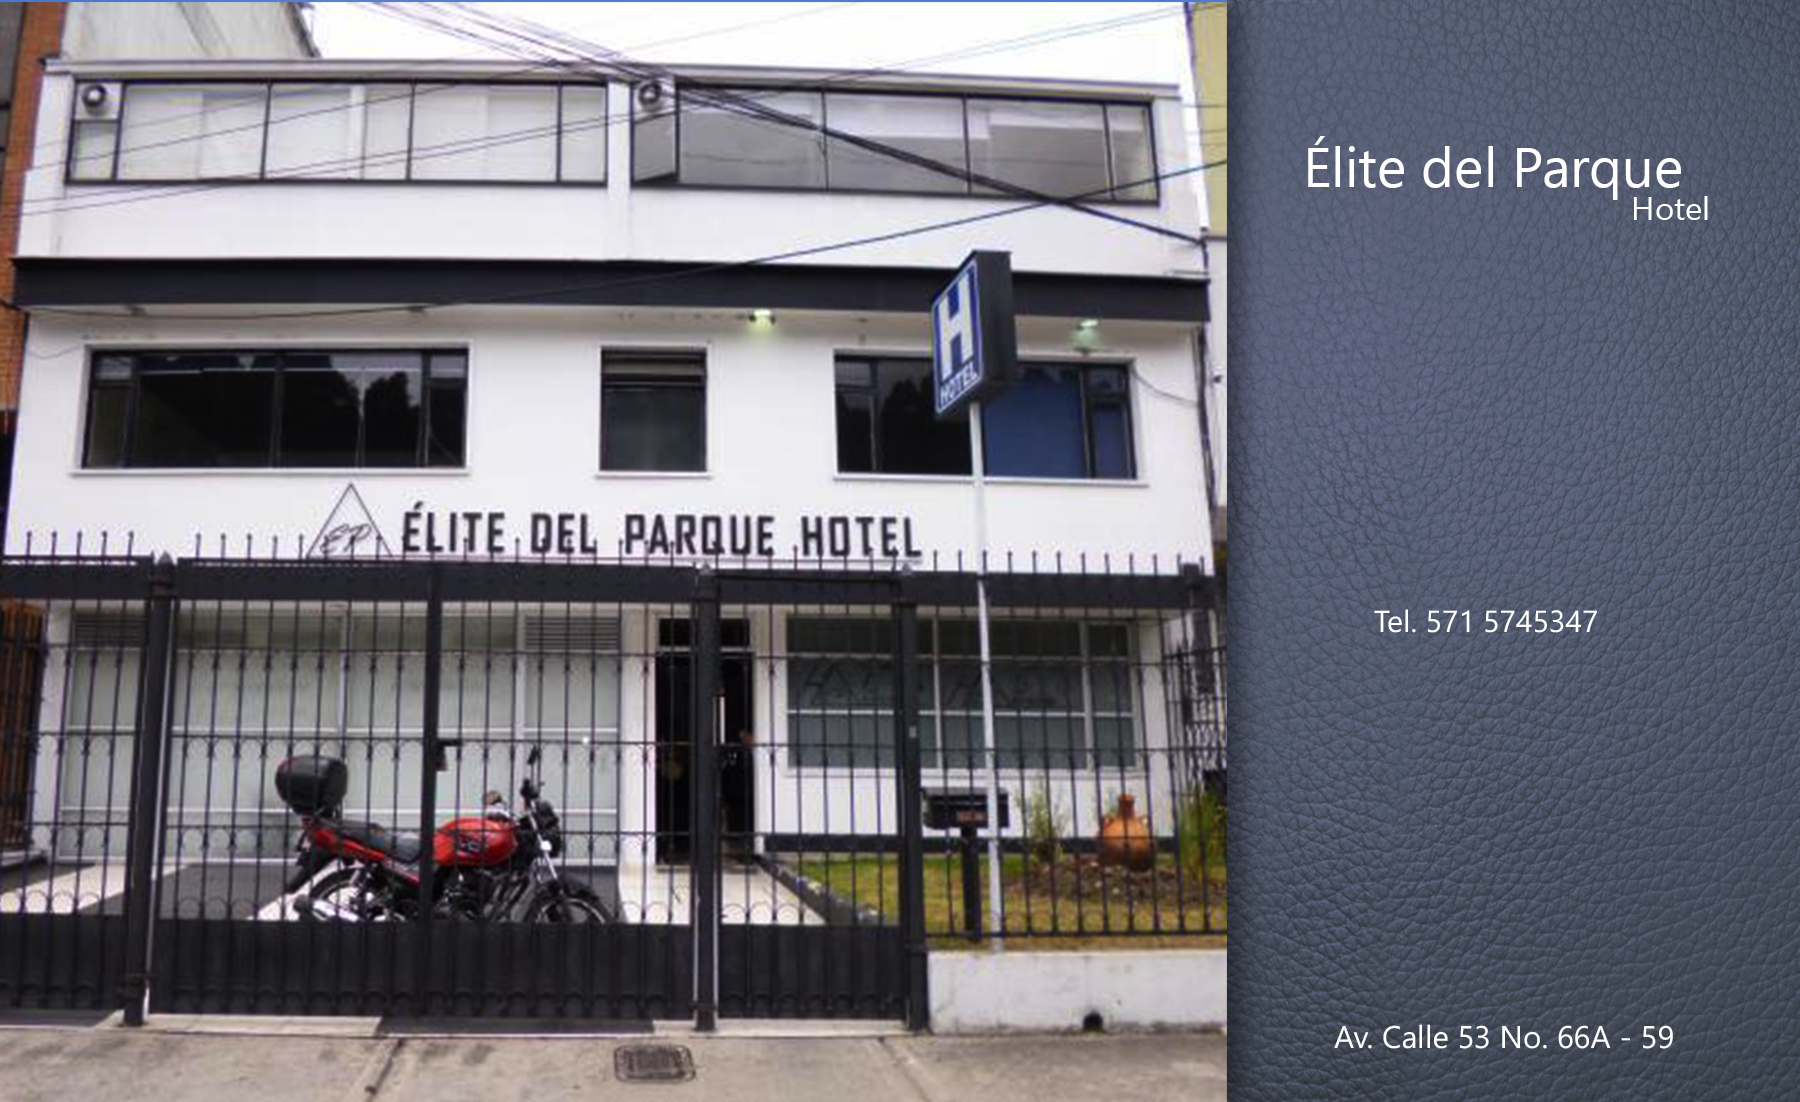 H
HOTEL
EP
ÉLITE DEL PARQUE HOTEL
Élite del Parque
Hotel
Tel. 571 5745347
Av. Calle 53 No. 66A - 59